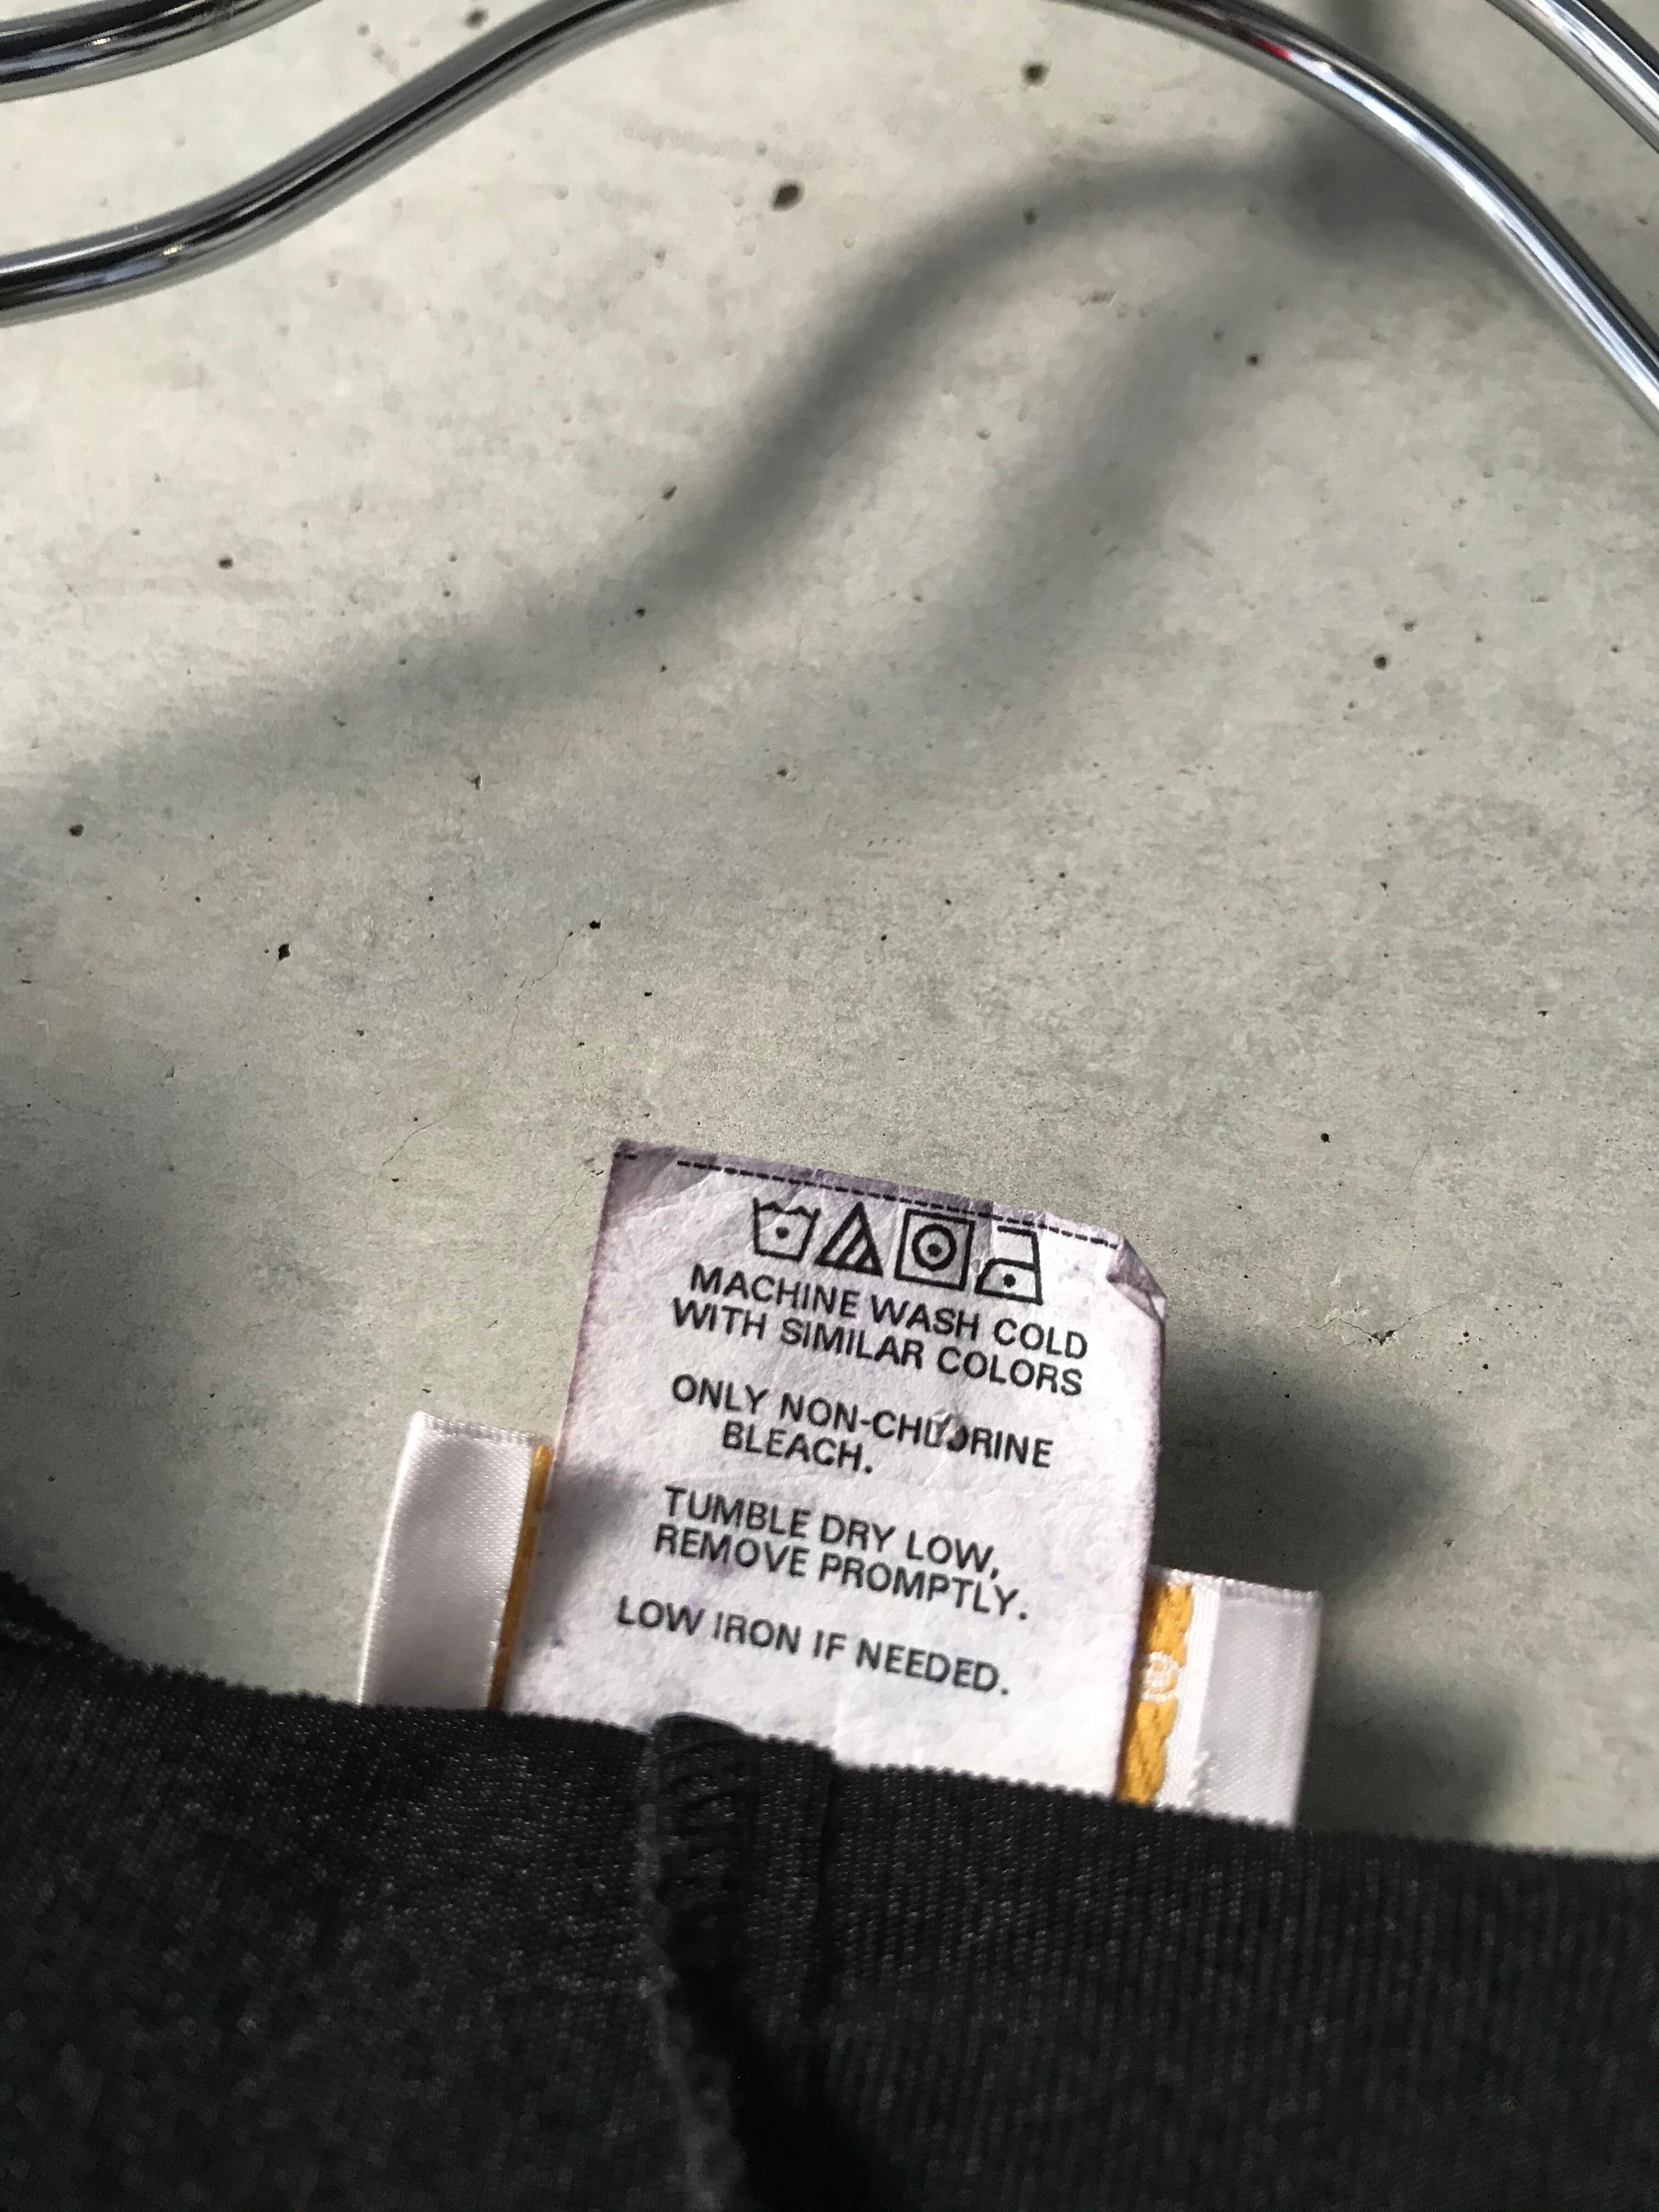 MACHINE WASH COLD
WITH SIMILAR COLORS
ONLY NON-CHLORINE
BLEACH.
TUMBLE DRY LOW,
REMOVE PROMPTLY.
LOW IRON IF NEEDED.